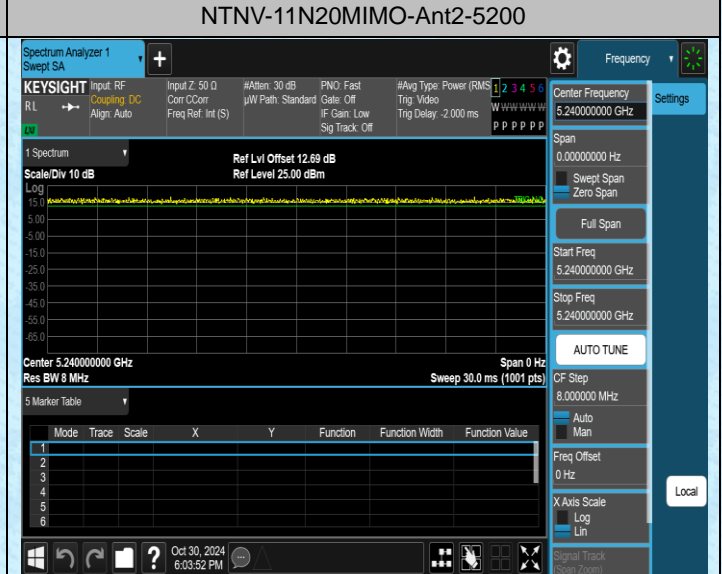 NTNV-11N20MIMO-Ant2-5200
Spectrum Analyzer 1
Swept SA
+
Frequency
KEYSIGHT Input: RF Input Z: 50 Ω #Atten: 30 dB PNO: Fast #Avg Type: Power (RMS 1 2 3 4 5 6
RL Coupling: DC Corr CCorr µW Path: Standard Gate: Off Trig: Video W W W W W W
Align: Auto Freq Ref: Int (S) IF Gain: Low Trig Delay: -2.000 ms
Sig Track: Off P P P P P P
LXI
Center Frequency
5.240000000 GHz
Settings
Span
0.00000000 Hz
Swept Span
Zero Span
Full Span
Start Freq
5.240000000 GHz
Stop Freq
5.240000000 GHz
AUTO TUNE
CF Step
8.000000 MHz
Auto
Man
Freq Offset
0 Hz
X Axis Scale
Log
Lin
Signal Track
(Span Zoom)
Local
1 Spectrum
Ref Lvl Offset 12.69 dB
Scale/Div 10 dB Ref Level 25.00 dBm
Log
15.0
5.00
-5.00
-15.0
-25.0
-35.0
-45.0
-55.0
-65.0
Center 5.240000000 GHz Span 0 Hz
Res BW 8 MHz Sweep 30.0 ms (1001 pts)
5 Marker Table
Mode Trace Scale X Y Function Function Width Function Value
1
2
3
4
5
6
? Oct 30, 2024
6:03:52 PM